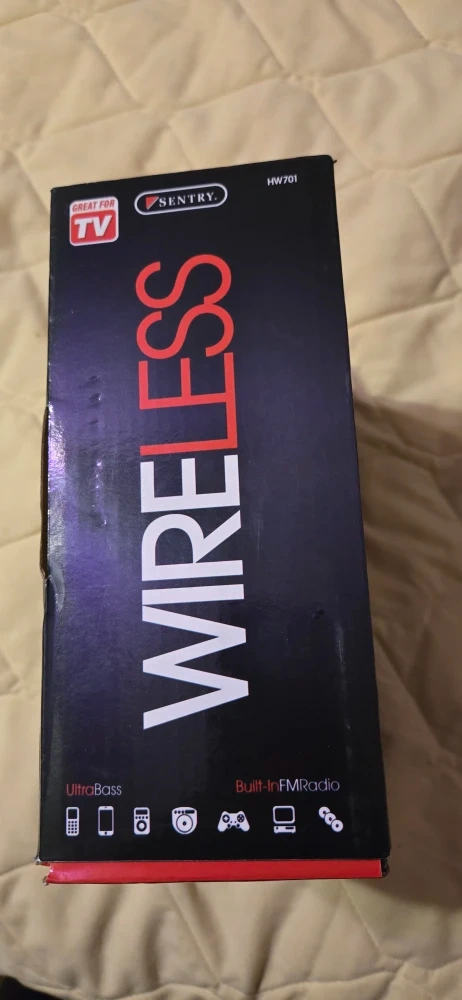 GREAT FOR
TV
SENTRY.
HW701
WIRELESS
UltraBass
Built-InFMRadio